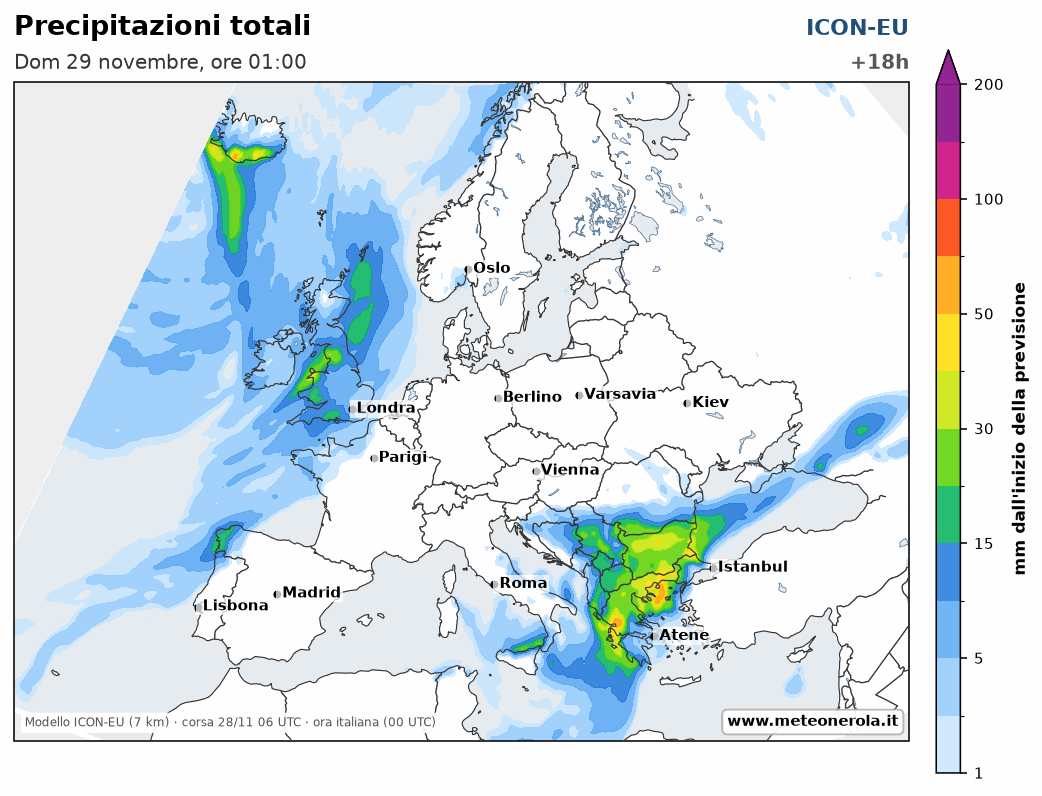 Precipitazioni totali
ICON-EU
Dom 29 novembre, ore 01:00
+18h
200
100
50
30
15
5
1
mm dall'inizio della previsione
Oslo
Berlino
Varsavia
Kiev
Londra
Parigi
Vienna
Istanbul
Roma
Madrid
Lisbona
Atene
Modello ICON-EU (7 km) · corsa 28/11 06 UTC · ora italiana (00 UTC)
www.meteonerola.it